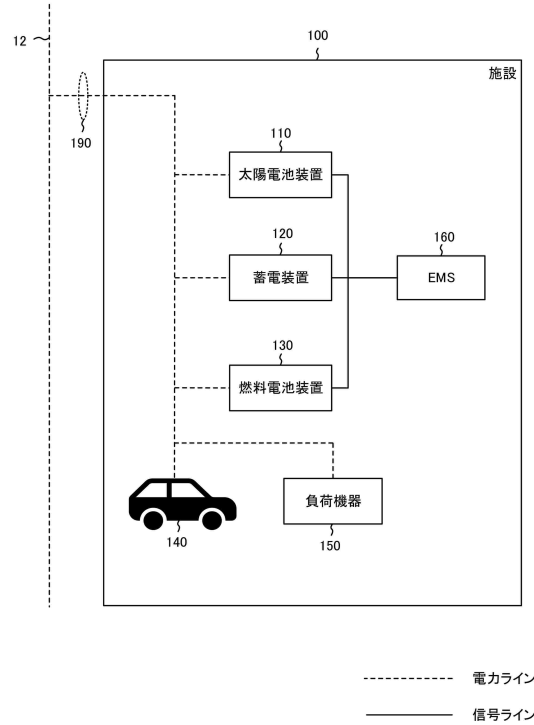 12
100
施設
190
110
太陽電池装置
120
蓄電装置
160
EMS
130
燃料電池装置
140
負荷機器
150
電力ライン
信号ライン